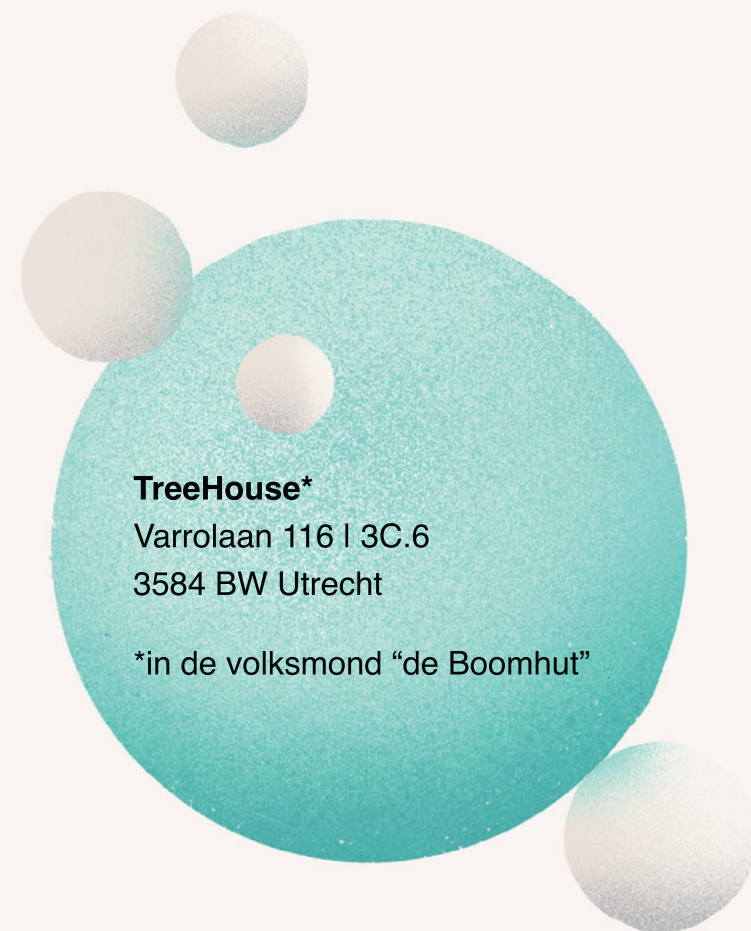 TreeHouse*
Varrolaan 116 | 3C.6
3584 BW Utrecht
*in de volksmond “de Boomhut”